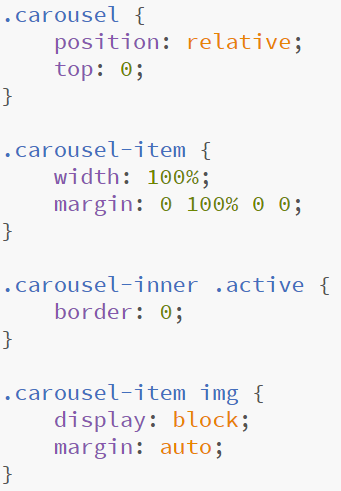 .carousel {
    position: relative;
    top: 0;
}

.carousel-item {
    width: 100%;
    margin: 0 100% 0 0;
}

.carousel-inner .active {
    border: 0;
}

.carousel-item img {
    display: block;
    margin: auto;
}